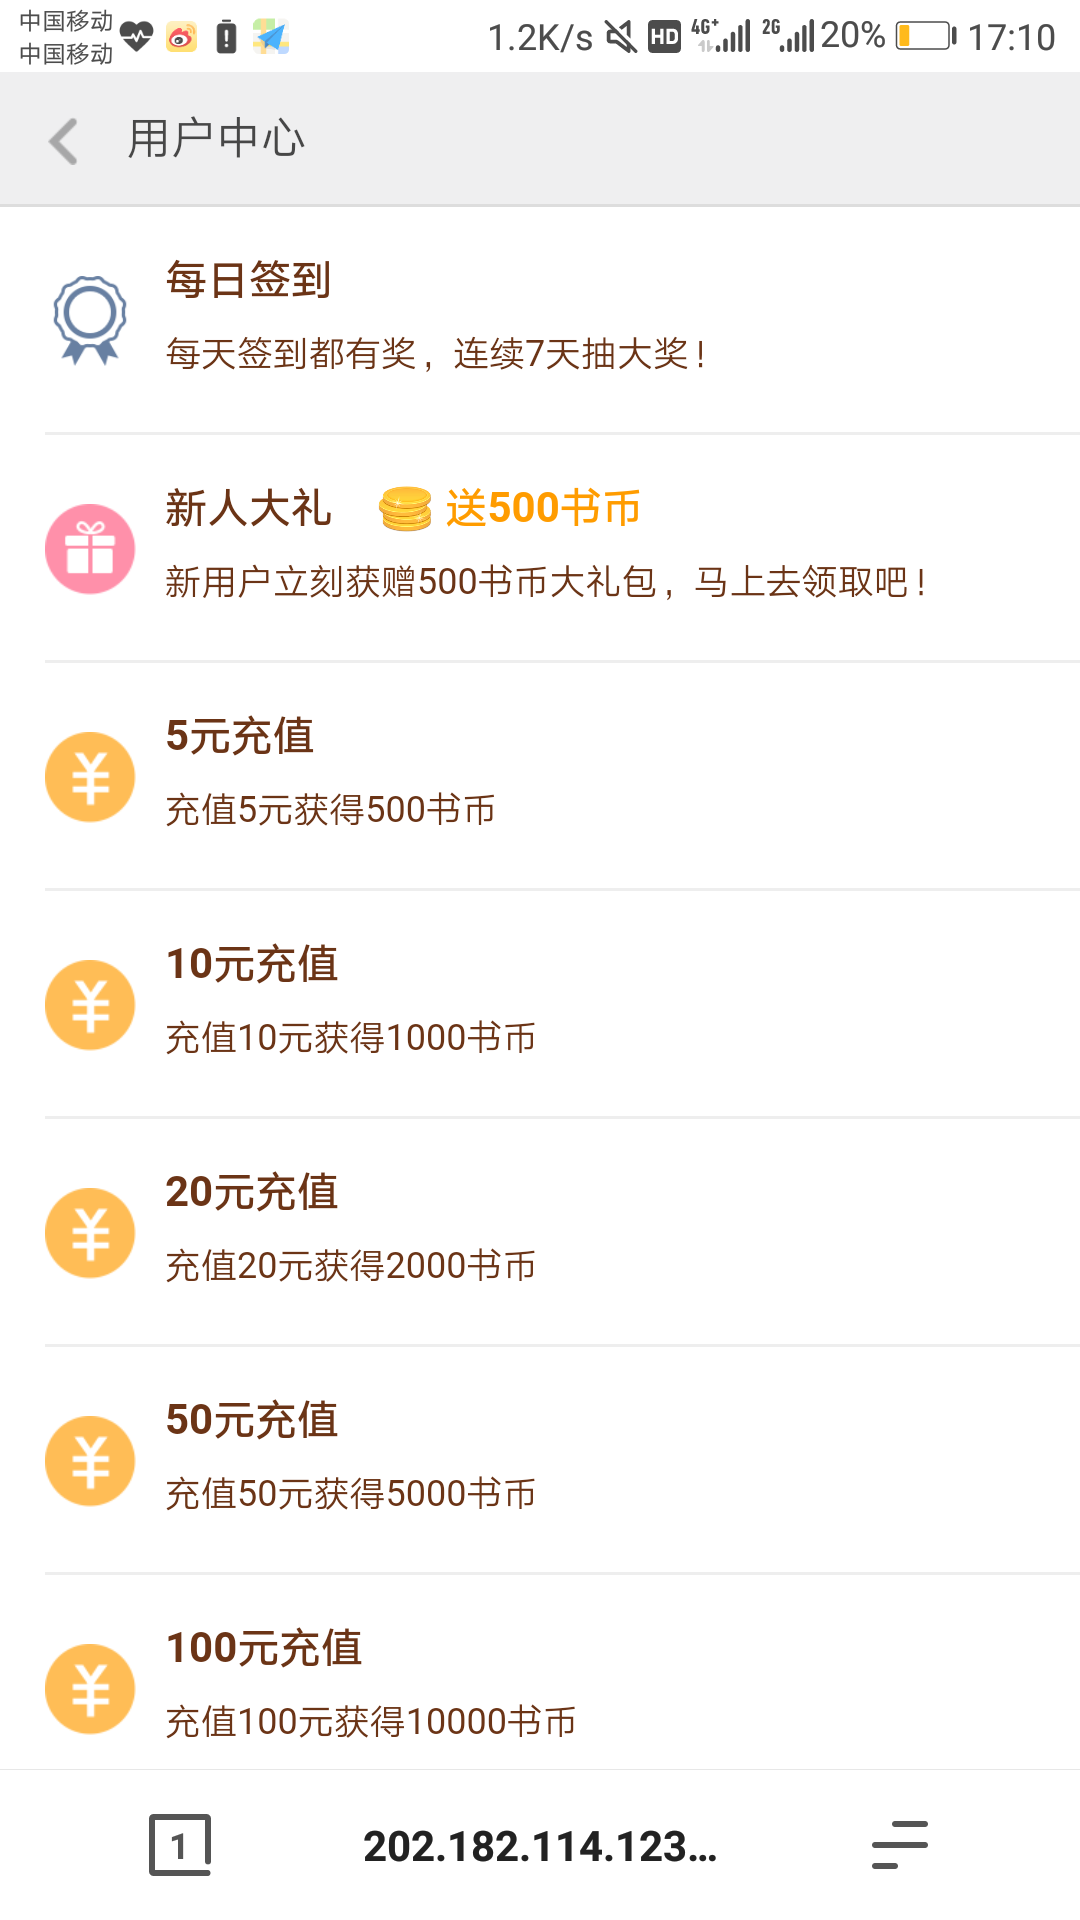 中国移动
中国移动
1.2K/s HD 4G+ 2G 20% 17:10
用户中心
每日签到
每天签到都有奖，连续7天抽大奖！
新人大礼 送500书币
新用户立刻获赠500书币大礼包，马上去领取吧！
5元充值
充值5元获得500书币
10元充值
充值10元获得1000书币
20元充值
充值20元获得2000书币
50元充值
充值50元获得5000书币
100元充值
充值100元获得10000书币
1 202.182.114.123...